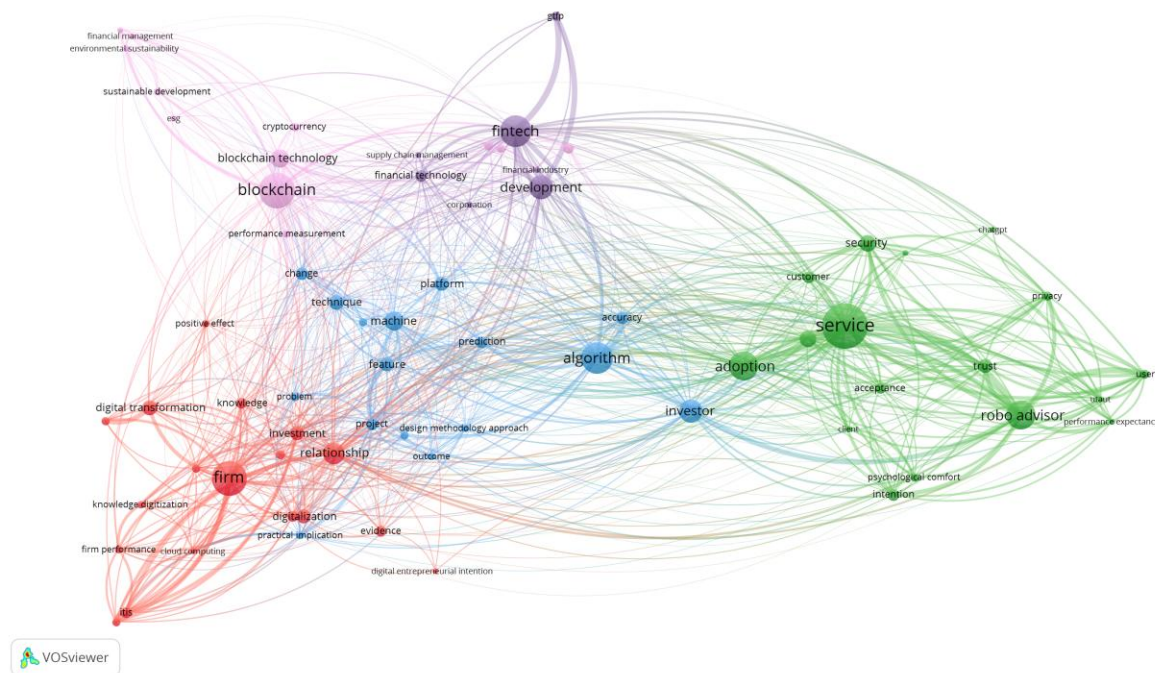 gtfp
financial management
environmental sustainability
sustainable development
esg
cryptocurrency
fintech
blockchain technology
supply chain management
financial industry
financial technology
development
blockchain
corporation
performance measurement
chatgpt
security
change
customer
platform
privacy
technique
accuracy
service
positive effect
machine
prediction
algorithm
feature
adoption
trust
user
acceptance
problem
utaut
digital transformation
knowledge
investor
robo advisor
performance expectanc
project
design methodology approach
client
investment
relationship
outcome
firm
psychological comfort
intention
knowledge digitization
digitalization
evidence
practical implication
firm performance
cloud computing
digital entrepreneurial intention
itis
VOSviewer